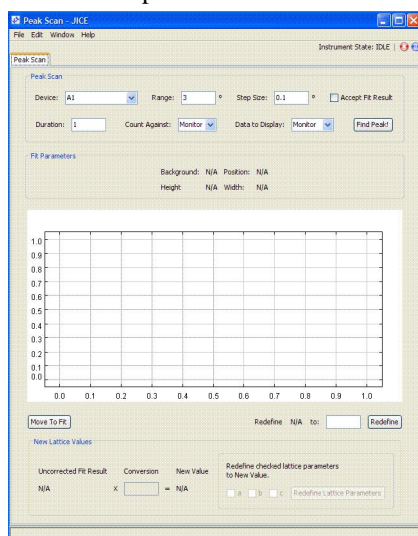 Peak Scan - JICE
File Edit Window Help
Instrument State: IDLE
Peak Scan
Peak Scan
Device: A1 Range: 3 ° Step Size: 0.1 ° Accept Fit Result
Duration: 1 Count Against: Monitor Data to Display: Monitor Find Peak!
Fit Parameters
Background: N/A Position: N/A
Height N/A Width: N/A
1.0
0.9
0.8
0.7
0.6
0.5
0.4
0.3
0.2
0.1
0.0
0.0 0.1 0.2 0.3 0.4 0.5 0.6 0.7 0.8 0.9 1.0
Move To Fit Redefine N/A to: Redefine
New Lattice Values
Uncorrected Fit Result Conversion New Value
N/A X = N/A
Redefine checked lattice parameters
to New Value.
a b c Redefine Lattice Parameters